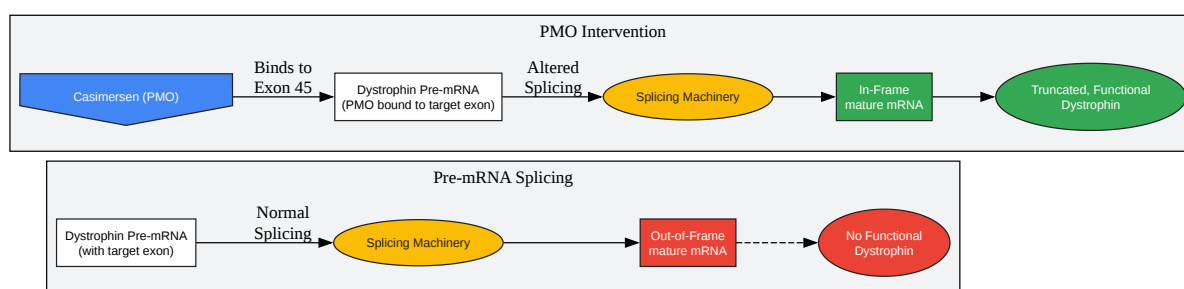 PMO Intervention
Casimersen (PMO)
Binds to
Exon 45
Dystrophin Pre-mRNA
(PMO bound to target exon)
Altered
Splicing
Splicing Machinery
In-Frame
mature mRNA
Truncated, Functional
Dystrophin
Pre-mRNA Splicing
Dystrophin Pre-mRNA
(with target exon)
Normal
Splicing
Splicing Machinery
Out-of-Frame
mature mRNA
No Functional
Dystrophin